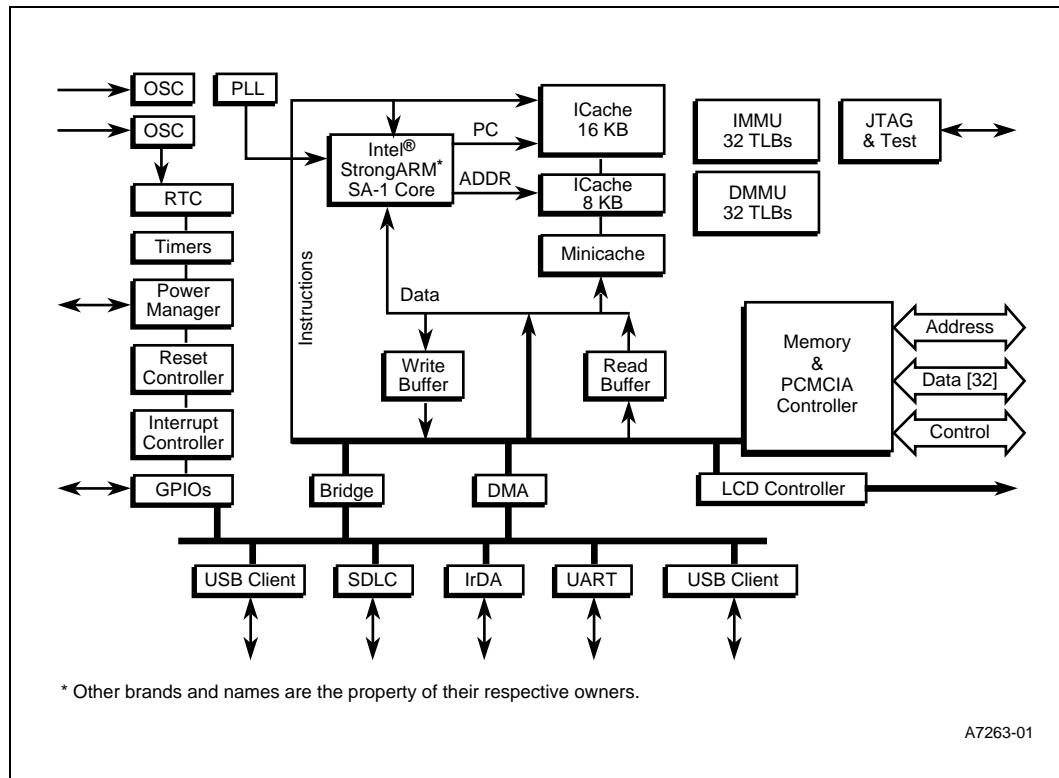 OSC
PLL
OSC
RTC
Timers
Power
Manager
Reset
Controller
Interrupt
Controller
GPIOs
Instructions
Intel®
StrongARM*
SA-1 Core
PC
ADDR
ICache
16 KB
ICache
8 KB
Minicache
IMMU
32 TLBs
DMMU
32 TLBs
JTAG
& Test
Data
Write
Buffer
Read
Buffer
Memory
&
PCMCIA
Controller
Address
Data [32]
Control
Bridge
DMA
LCD Controller
USB Client
SDLC
IrDA
UART
USB Client
* Other brands and names are the property of their respective owners.
A7263-01